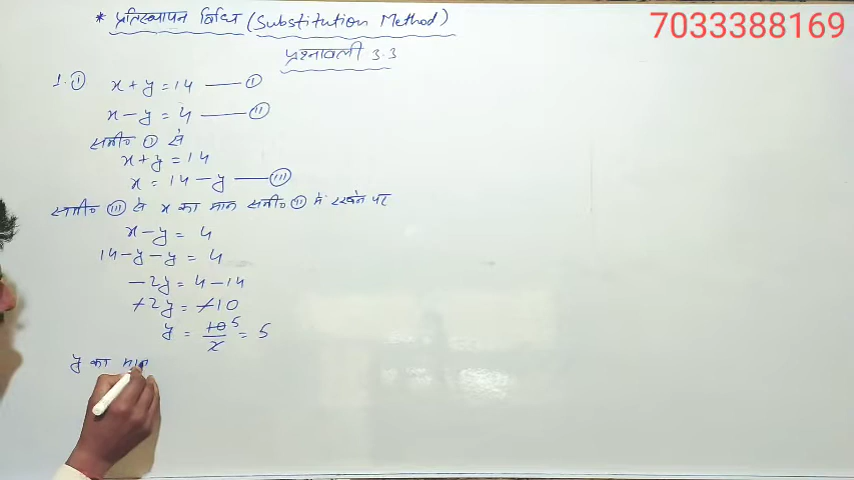 * प्रतिस्थापन विधि (Substitution Method)
7033388169
प्रश्नावली 3.3
1. (i) x + y = 14 —— (I)
x - y = 4 —— (II)
समी० (I) से
x + y = 14
x = 14 - y —— (III)
समी० (III) से x का मान समी० (II) में रखने पर
x - y = 4
14 - y - y = 4
-2y = 4 - 14
-2y = -10
y = 10/2 5 = 5
y का मान